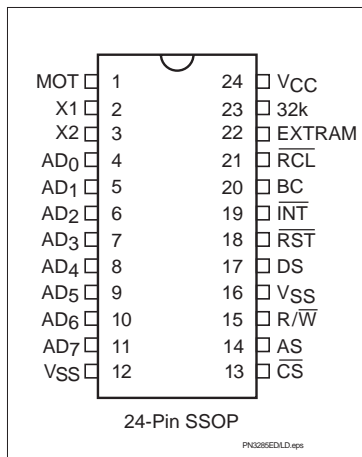 MOT 1 24 VCC
X1 2 23 32k
X2 3 22 EXTRAM
AD0 4 21 RCL
AD1 5 20 BC
AD2 6 19 INT
AD3 7 18 RST
AD4 8 17 DS
AD5 9 16 VSS
AD6 10 15 R/W
AD7 11 14 AS
VSS 12 13 CS
24-Pin SSOP
PN3285ED/LD.eps